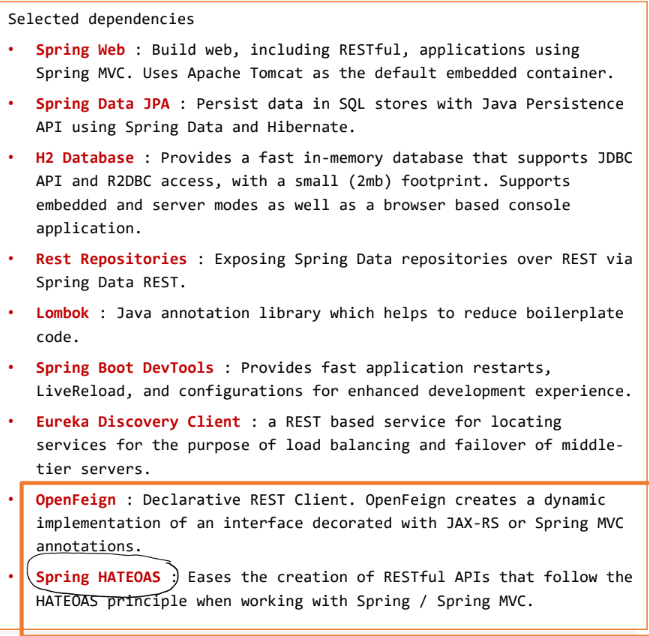 Selected dependencies
• Spring Web : Build web, including RESTful, applications using
Spring MVC. Uses Apache Tomcat as the default embedded container.
• Spring Data JPA : Persist data in SQL stores with Java Persistence
API using Spring Data and Hibernate.
• H2 Database : Provides a fast in-memory database that supports JDBC
API and R2DBC access, with a small (2mb) footprint. Supports
embedded and server modes as well as a browser based console
application.
• Rest Repositories : Exposing Spring Data repositories over REST via
Spring Data REST.
• Lombok : Java annotation library which helps to reduce boilerplate
code.
• Spring Boot DevTools : Provides fast application restarts,
LiveReload, and configurations for enhanced development experience.
• Eureka Discovery Client : a REST based service for locating
services for the purpose of load balancing and failover of middle-
tier servers.
• OpenFeign : Declarative REST Client. OpenFeign creates a dynamic
implementation of an interface decorated with JAX-RS or Spring MVC
annotations.
• Spring HATEOAS : Eases the creation of RESTful APIs that follow the
HATEOAS principle when working with Spring / Spring MVC.